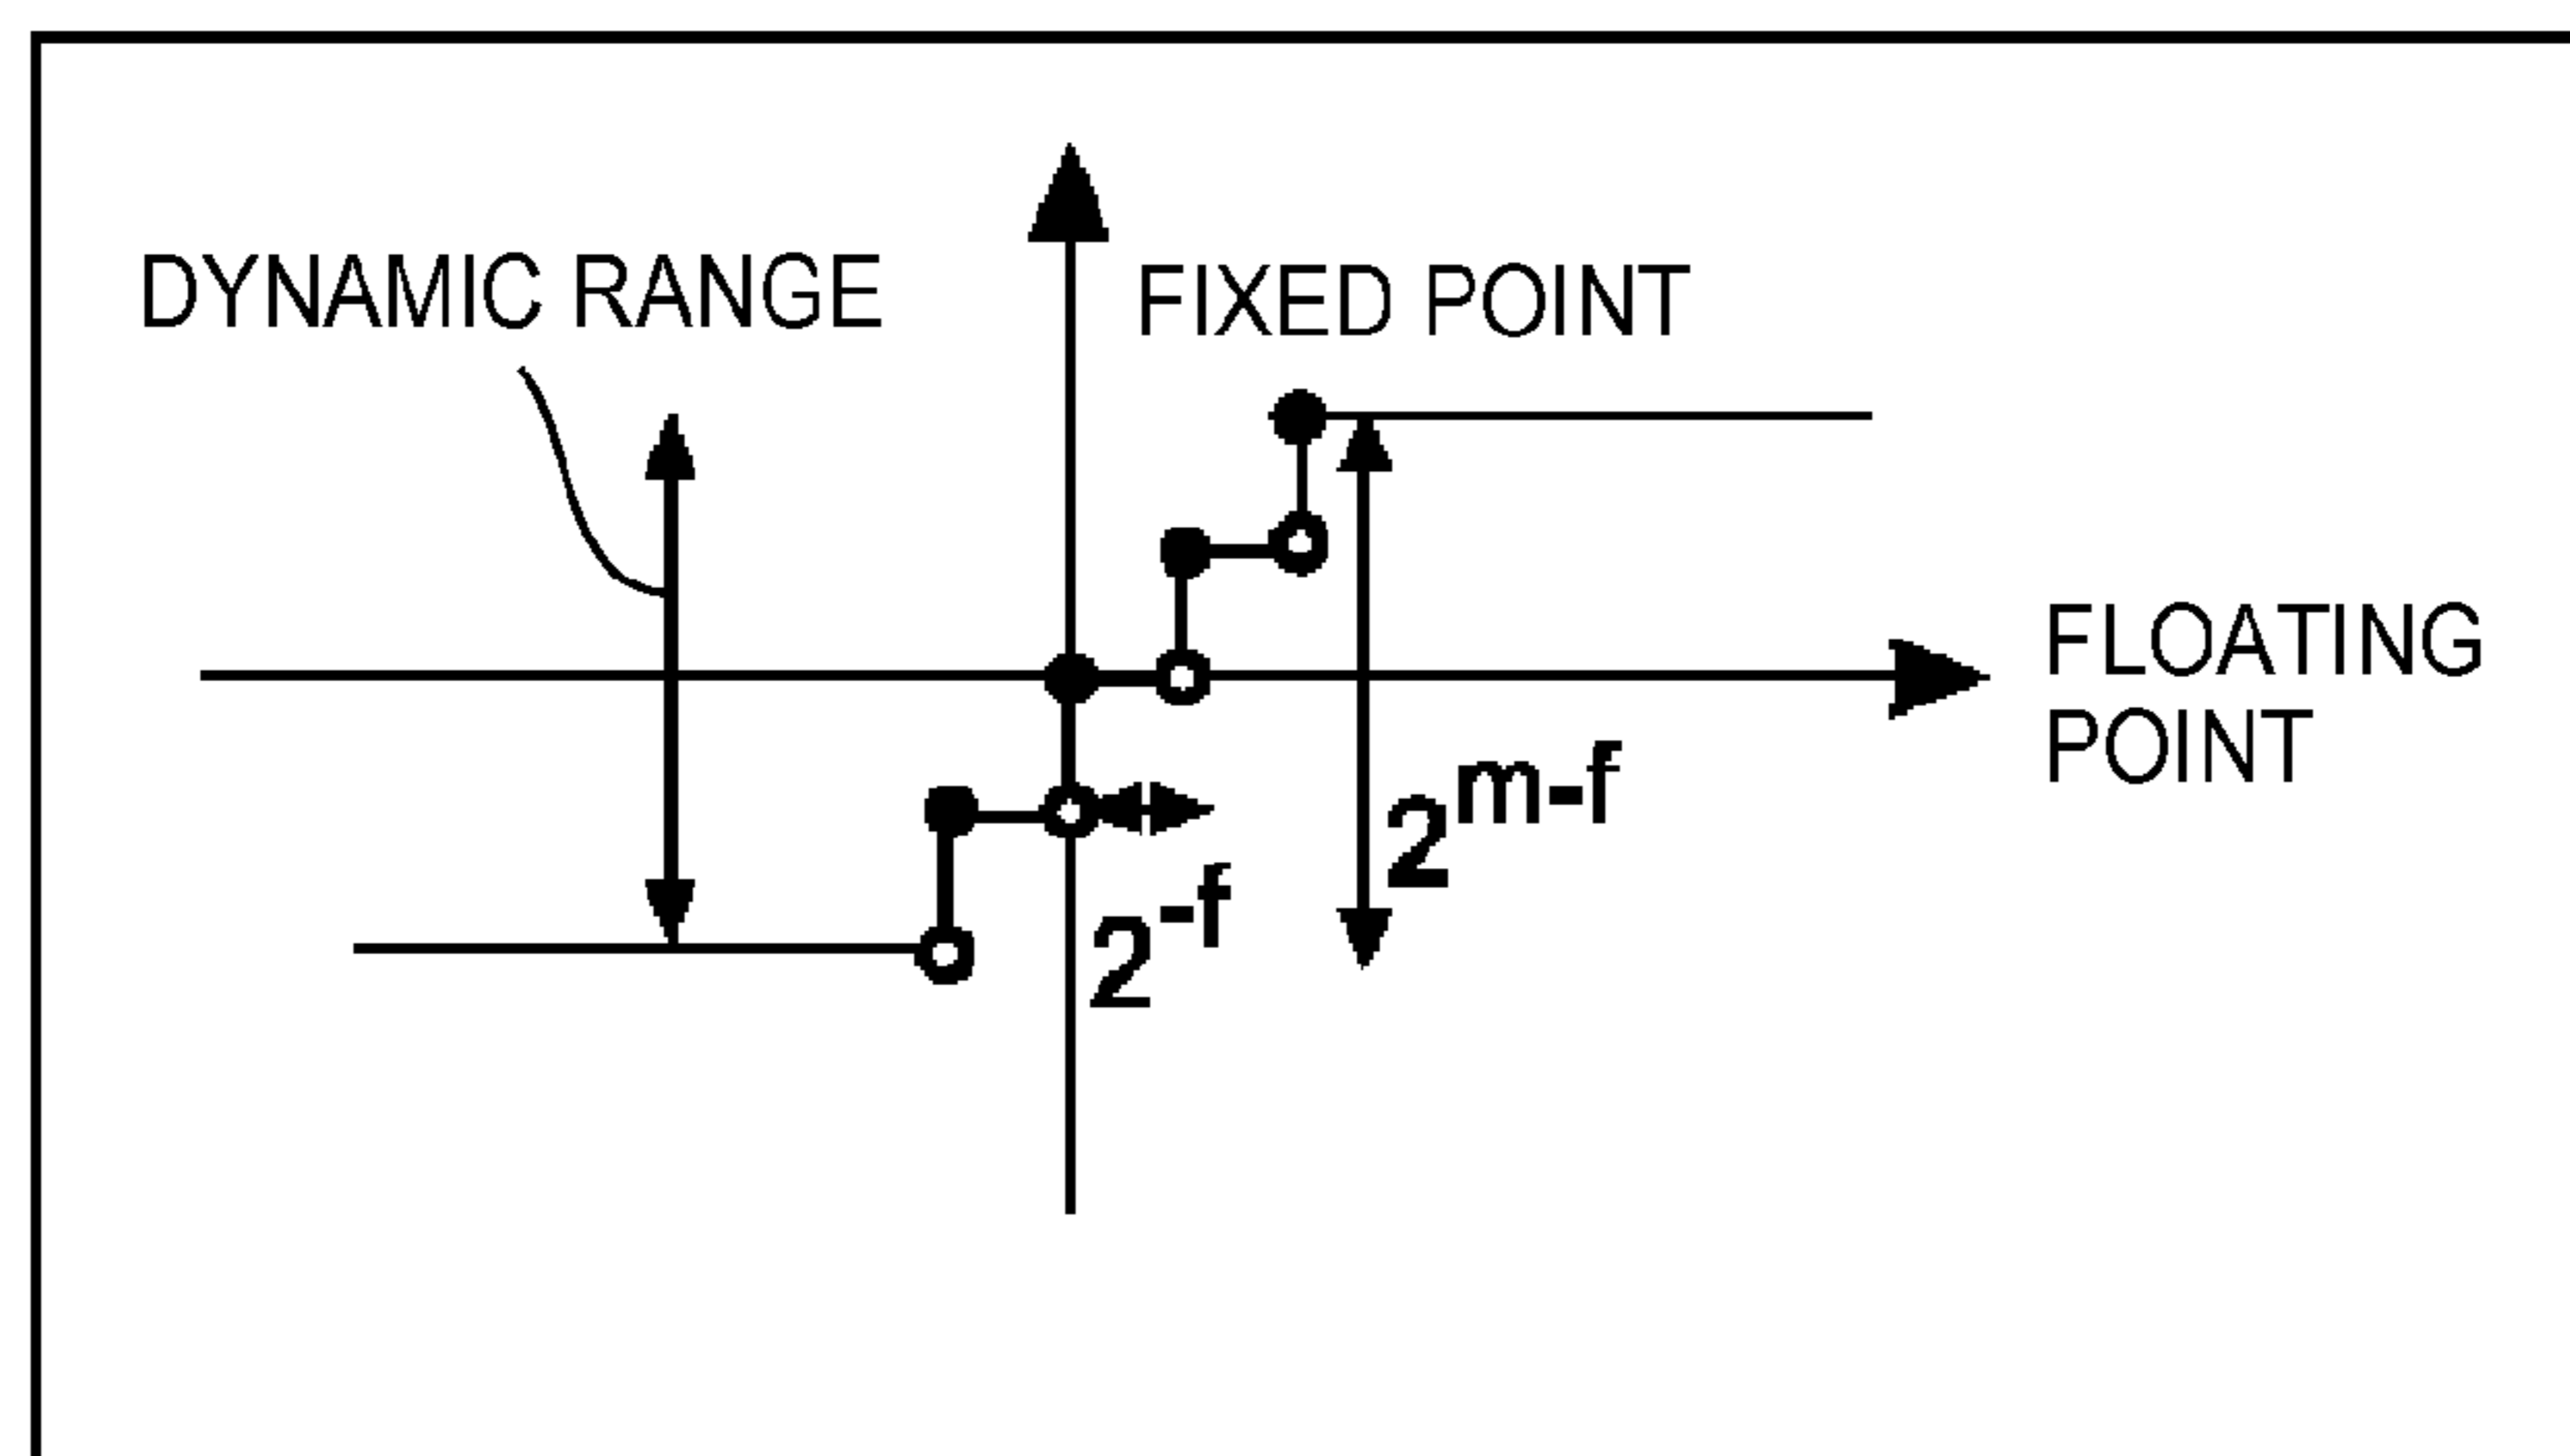 DYNAMIC RANGE
FIXED POINT
FLOATING
POINT
2^m-f
2^-f